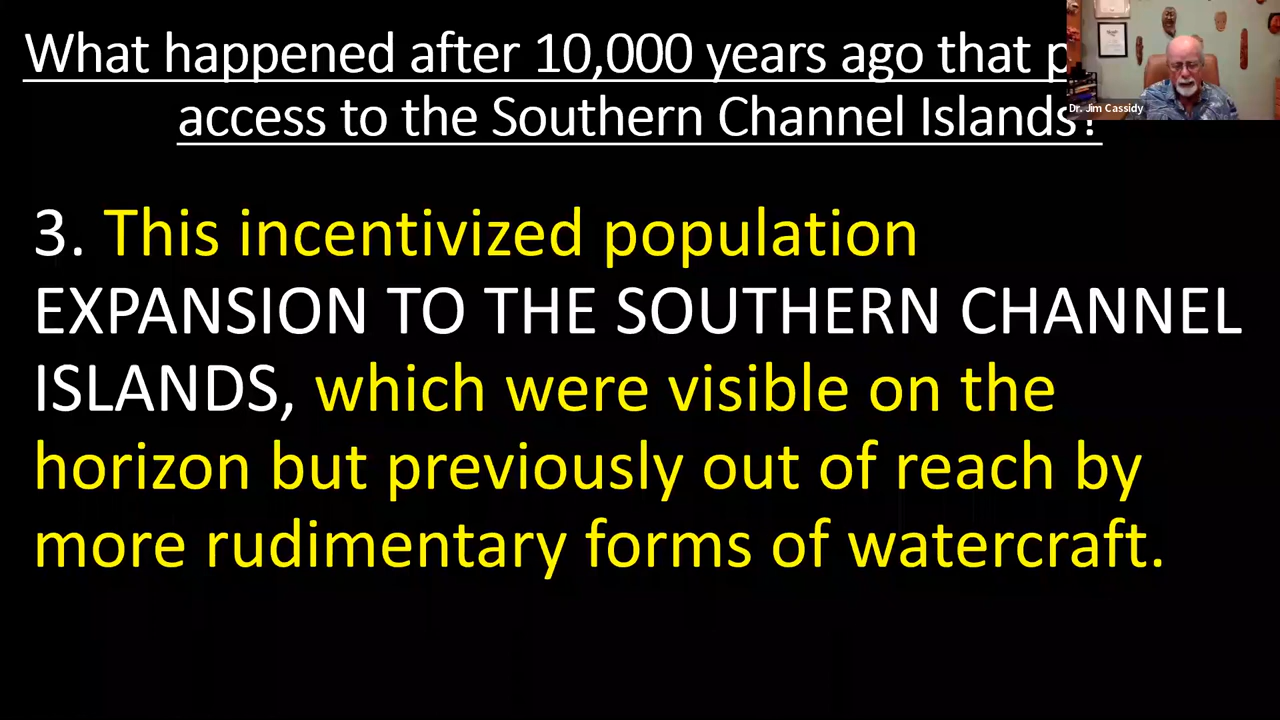 What happened after 10,000 years ago that
access to the Southern Channel Islands?
Dr. Jim Cassidy
3. This incentivized population
EXPANSION TO THE SOUTHERN CHANNEL
ISLANDS, which were visible on the
horizon but previously out of reach by
more rudimentary forms of watercraft.